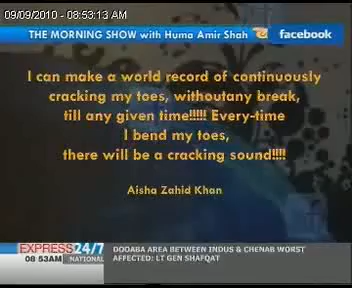 09/09/2010 - 08:53:13 AM
THE MORNING SHOW with Huma Amir Shah facebook
I can make a world record of continuously
cracking my toes, withoutany break,
till any given time!!!!! Every-time
I bend my toes,
there will be a cracking sound!!!!
Aisha Zahid Khan
EXPRESS 24/7
08:53AM NATIONAL
DOOABA AREA BETWEEN INDUS & CHENAB WORST
AFFECTED: LT GEN SHAFQAT